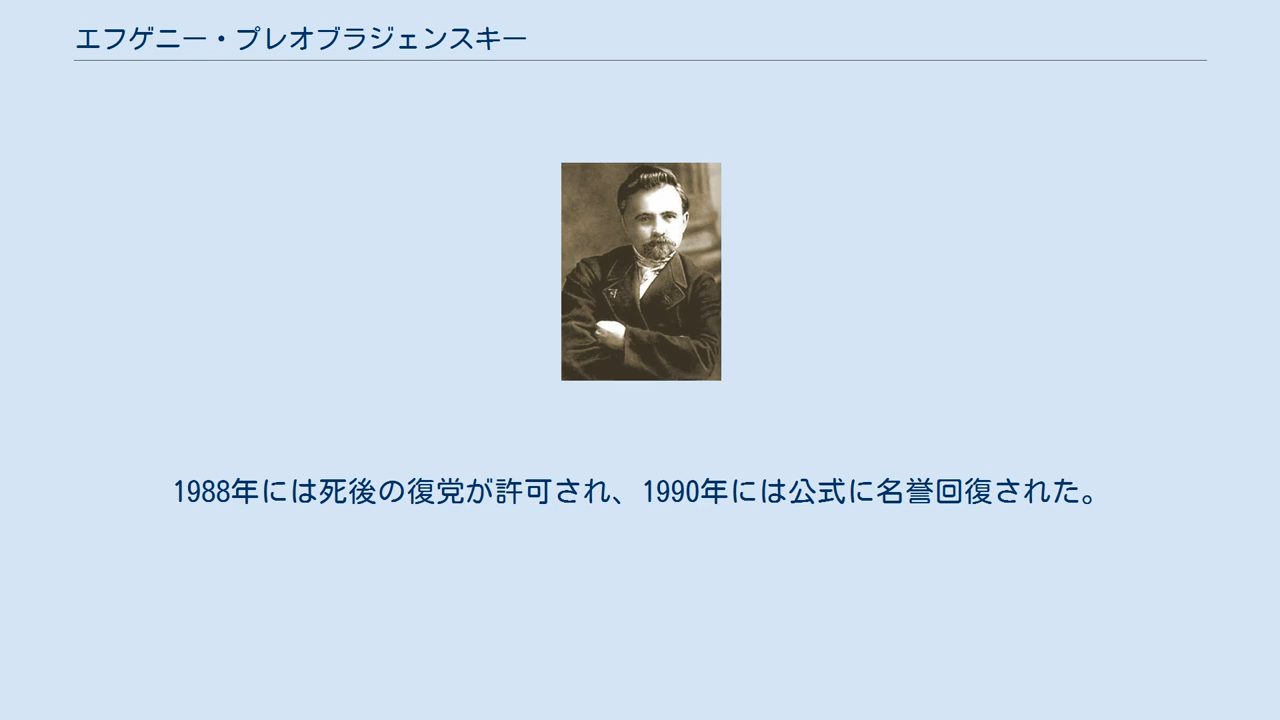 エフゲニー・プレオブラジェンスキー
1988年には死後の復党が許可され、1990年には公式に名誉回復された。